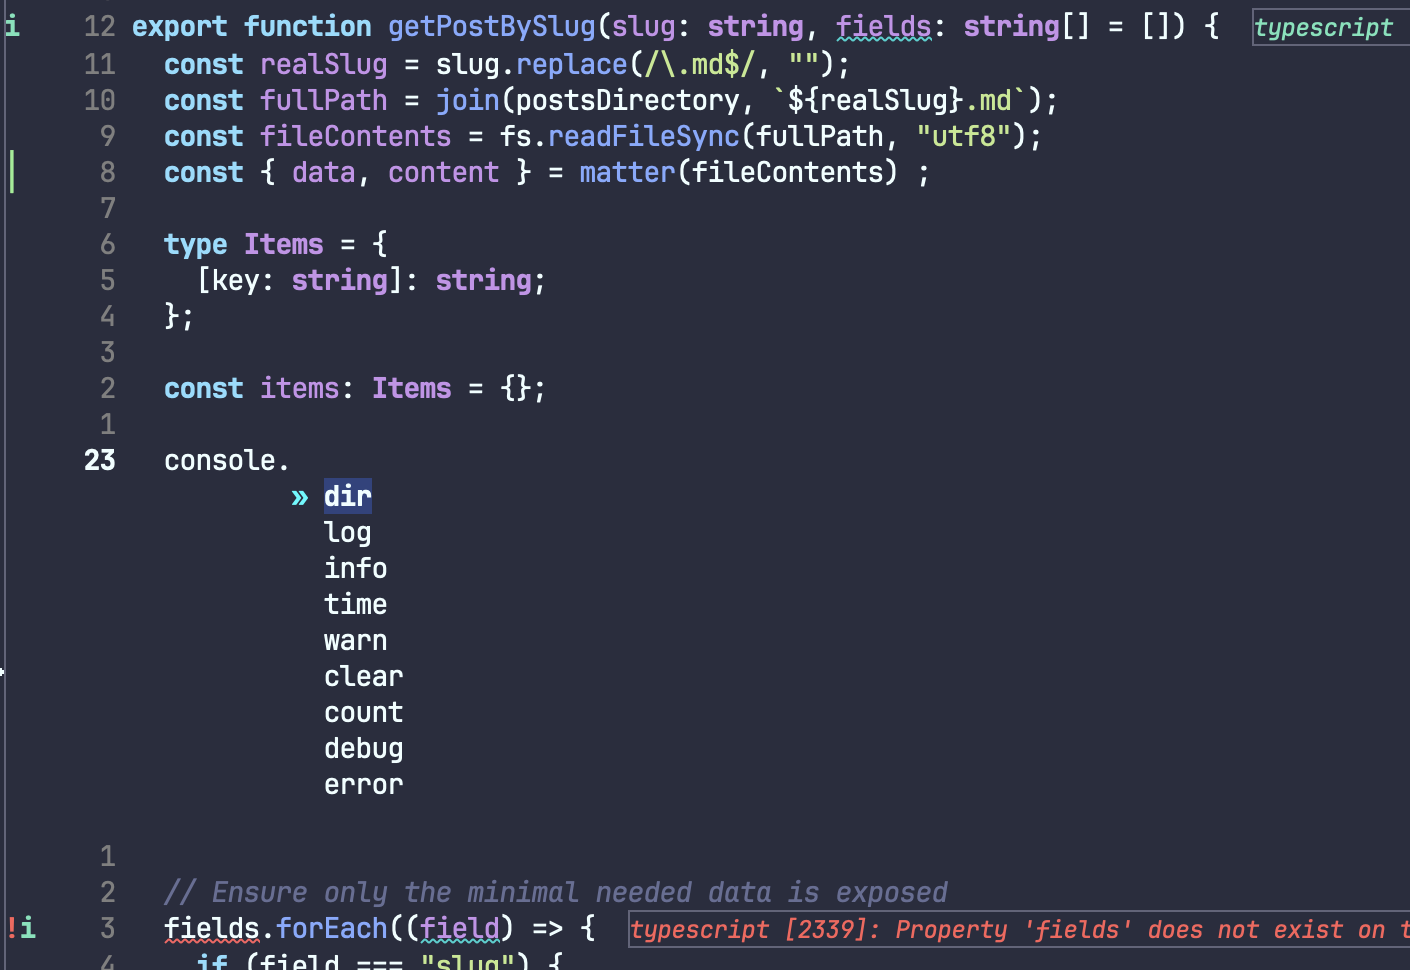 i 12 export function getPostBySlug(slug: string, fields: string[] = []) { typescript
11 const realSlug = slug.replace(/\.md$/, "");
10 const fullPath = join(postsDirectory, `${realSlug}.md`);
9 const fileContents = fs.readFileSync(fullPath, "utf8");
8 const { data, content } = matter(fileContents) ;
7
6 type Items = {
5 [key: string]: string;
4 };
3
2 const items: Items = {};
1
23 console.
» dir
log
info
time
warn
clear
count
debug
error
1
2 // Ensure only the minimal needed data is exposed
!i 3 fields.forEach((field) => { typescript [2339]: Property 'fields' does not exist on t
4 if (field === "slug") {